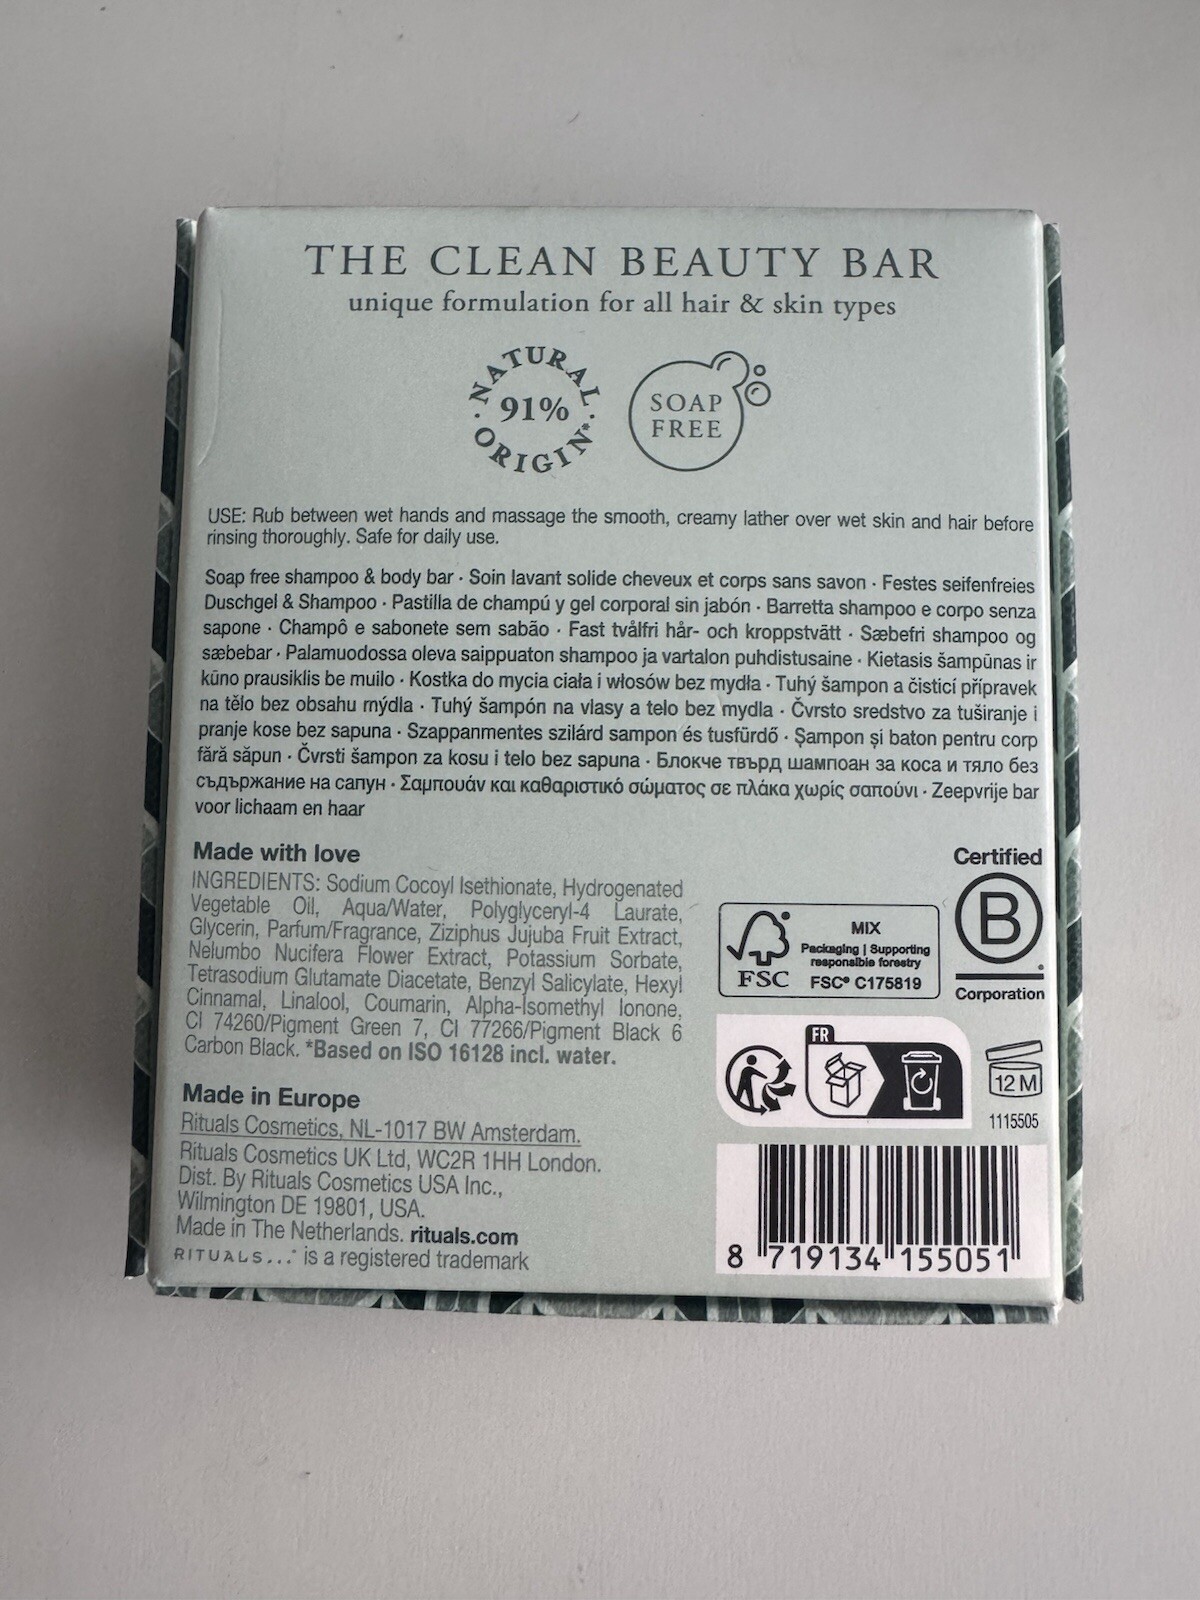 THE CLEAN BEAUTY BAR
unique formulation for all hair & skin types
NATURAL
91%
ORIGIN*
SOAP
FREE
USE: Rub between wet hands and massage the smooth, creamy lather over wet skin and hair before
rinsing thoroughly. Safe for daily use.
Soap free shampoo & body bar · Soin lavant solide cheveux et corps sans savon · Festes seifenfreies
Duschgel & Shampoo · Pastilla de champú y gel corporal sin jabón · Barretta shampoo e corpo senza
sapone · Champô e sabonete sem sabão · Fast tvålfri hår- och kroppstvätt · Sæbefri shampoo og
sæbebar · Palamuodossa oleva saippuaton shampoo ja vartalon puhdistusaine · Kietasis šampūnas ir
kūno prausiklis be muilo · Kostka do mycia ciała i włosów bez mydła · Tuhý šampon a čisticí přípravek
na tělo bez obsahu mýdla · Tuhý šampón na vlasy a telo bez mydla · Čvrsto sredstvo za tuširanje i
pranje kose bez sapuna · Szappanmentes szilárd sampon és tusfürdő · Şampon și baton pentru corp
fără săpun · Čvrsti šampon za kosu i telo bez sapuna · Блокче твърд шампоан за коса и тяло без
съдържание на сапун · Σαμπουάν και καθαριστικό σώματος σε πλάκα χωρίς σαπούνι · Zeepvrije bar
voor lichaam en haar
Made with love
INGREDIENTS: Sodium Cocoyl Isethionate, Hydrogenated
Vegetable Oil, Aqua/Water, Polyglyceryl-4 Laurate,
Glycerin, Parfum/Fragrance, Ziziphus Jujuba Fruit Extract,
Nelumbo Nucifera Flower Extract, Potassium Sorbate,
Tetrasodium Glutamate Diacetate, Benzyl Salicylate, Hexyl
Cinnamal, Linalool, Coumarin, Alpha-Isomethyl Ionone,
CI 74260/Pigment Green 7, CI 77266/Pigment Black 6
Carbon Black. *Based on ISO 16128 incl. water.
Made in Europe
Rituals Cosmetics, NL-1017 BW Amsterdam.
Rituals Cosmetics UK Ltd, WC2R 1HH London.
Dist. By Rituals Cosmetics USA Inc.,
Wilmington DE 19801, USA.
Made in The Netherlands. rituals.com
RITUALS...® is a registered trademark
FSC
MIX
Packaging | Supporting
responsible forestry
FSC® C175819
Certified
B
Corporation
FR
12 M
1115505
8 719134 155051